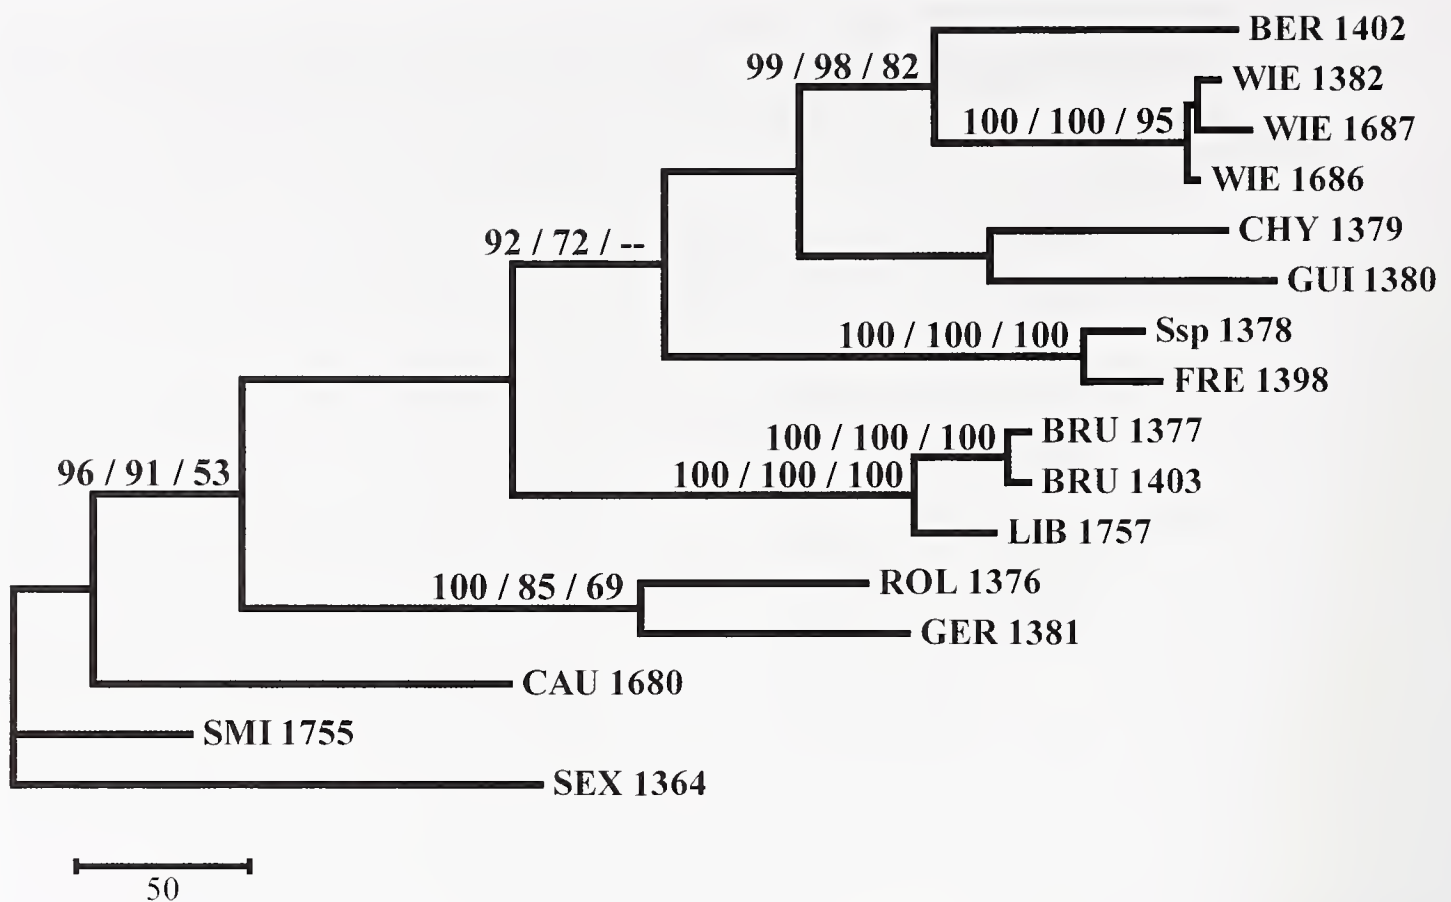 BER 1402
99 / 98 / 82
WIE 1382
100 / 100 / 95
WIE 1687
WIE 1686
CHY 1379
92 / 72 / --
GUI 1380
Ssp 1378
100 / 100 / 100
FRE 1398
BRU 1377
100 / 100 / 100
96 / 91 / 53
100 / 100 / 100
BRU 1403
LIB 1757
100 / 85 / 69
ROL 1376
GER 1381
CAU 1680
SMI 1755
SEX 1364
50